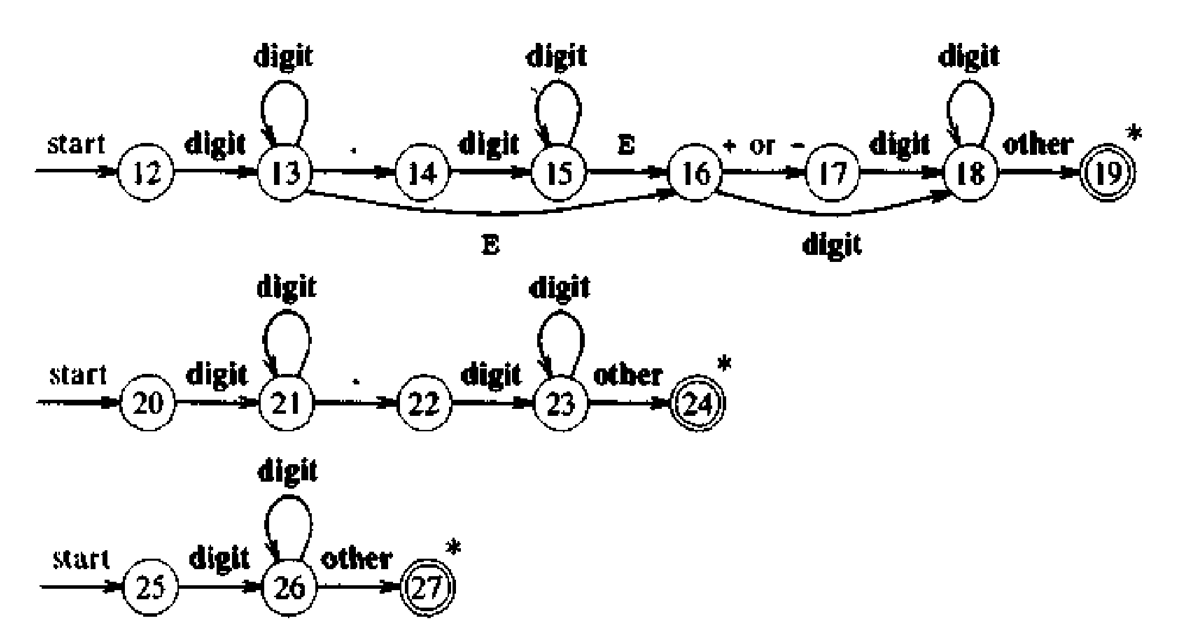 digit digit digit
start digit . digit E + or - digit other *
12 13 14 15 16 17 18 19
E digit
digit digit
start digit . digit other *
20 21 22 23 24
digit
start digit other *
25 26 27